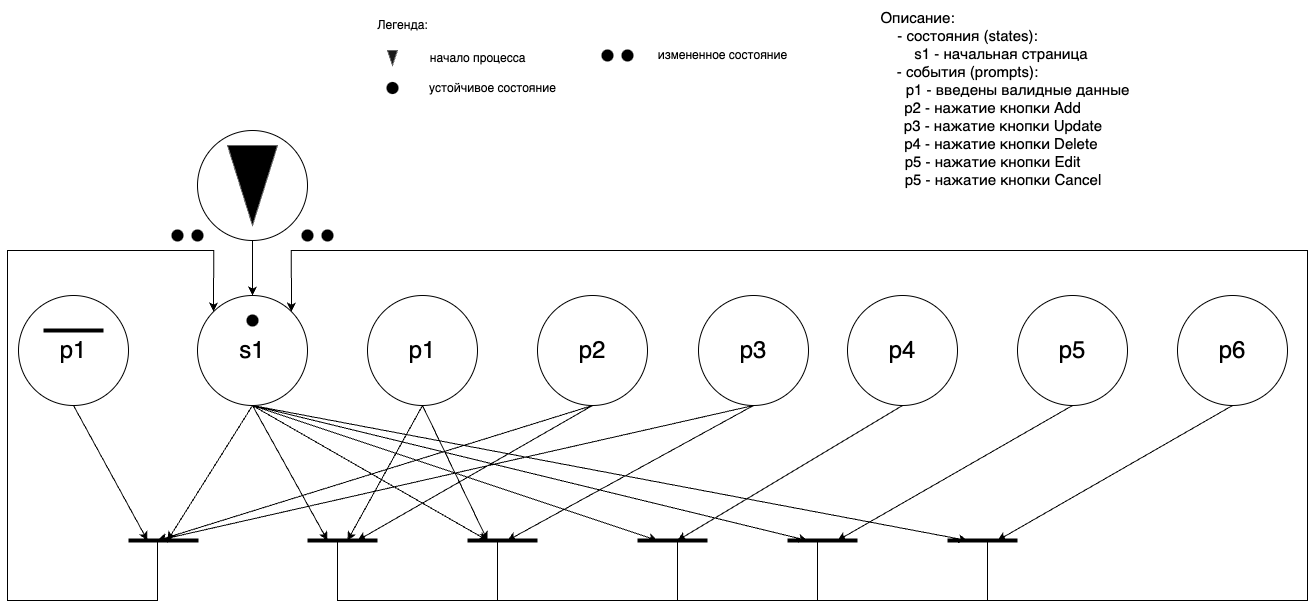 Легенда:
начало процесса
измененное состояние
устойчивое состояние
Описание:
- состояния (states):
s1 - начальная страница
- события (prompts):
p1 - введены валидные данные
p2 - нажатие кнопки Add
p3 - нажатие кнопки Update
p4 - нажатие кнопки Delete
p5 - нажатие кнопки Edit
p5 - нажатие кнопки Cancel
p1
s1
p1
p2
p3
p4
p5
p6